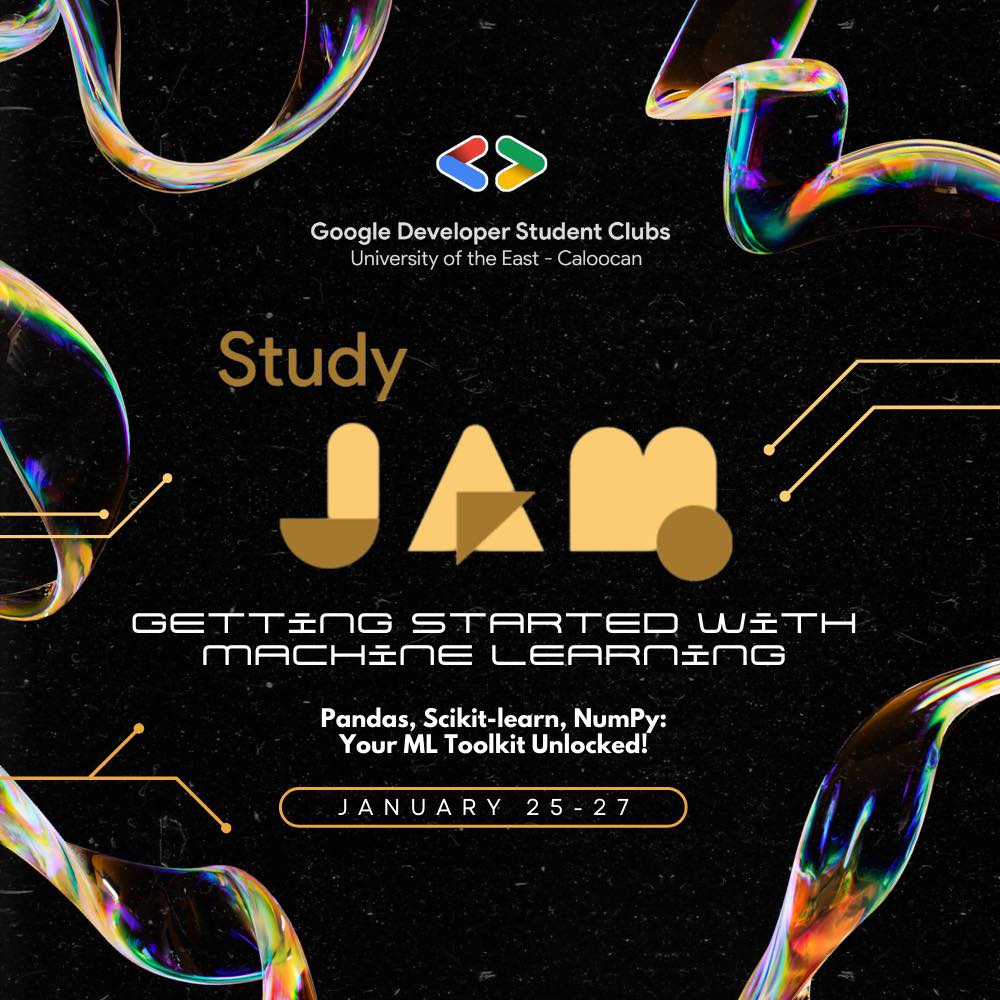 Google Developer Student Clubs
University of the East - Caloocan
Study
JAM
GETTING STARTED WITH
MACHINE LEARNING
Pandas, Scikit-learn, NumPy:
Your ML Toolkit Unlocked!
JANUARY 25-27